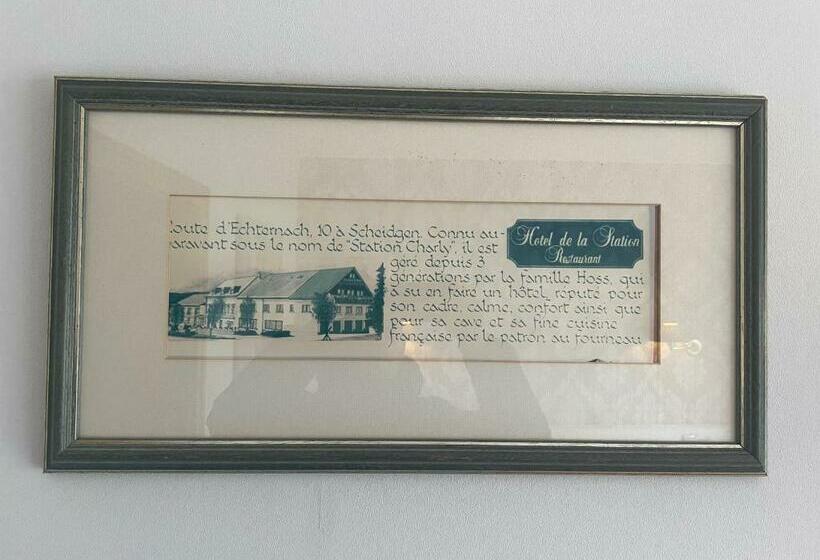 oute d'Echternach, 10 à Scheidgen. Connu au-
aravant sous le nom de "Station Charly", il est
géré depuis 3
générations par la famille Hoss, qui
à su en faire un hôtel, réputé pour
son cadre, calme, confort ainsi que
pour sa cave et sa fine cuisine
française par le patron au fourneau
Hotel de la Station
Restaurant